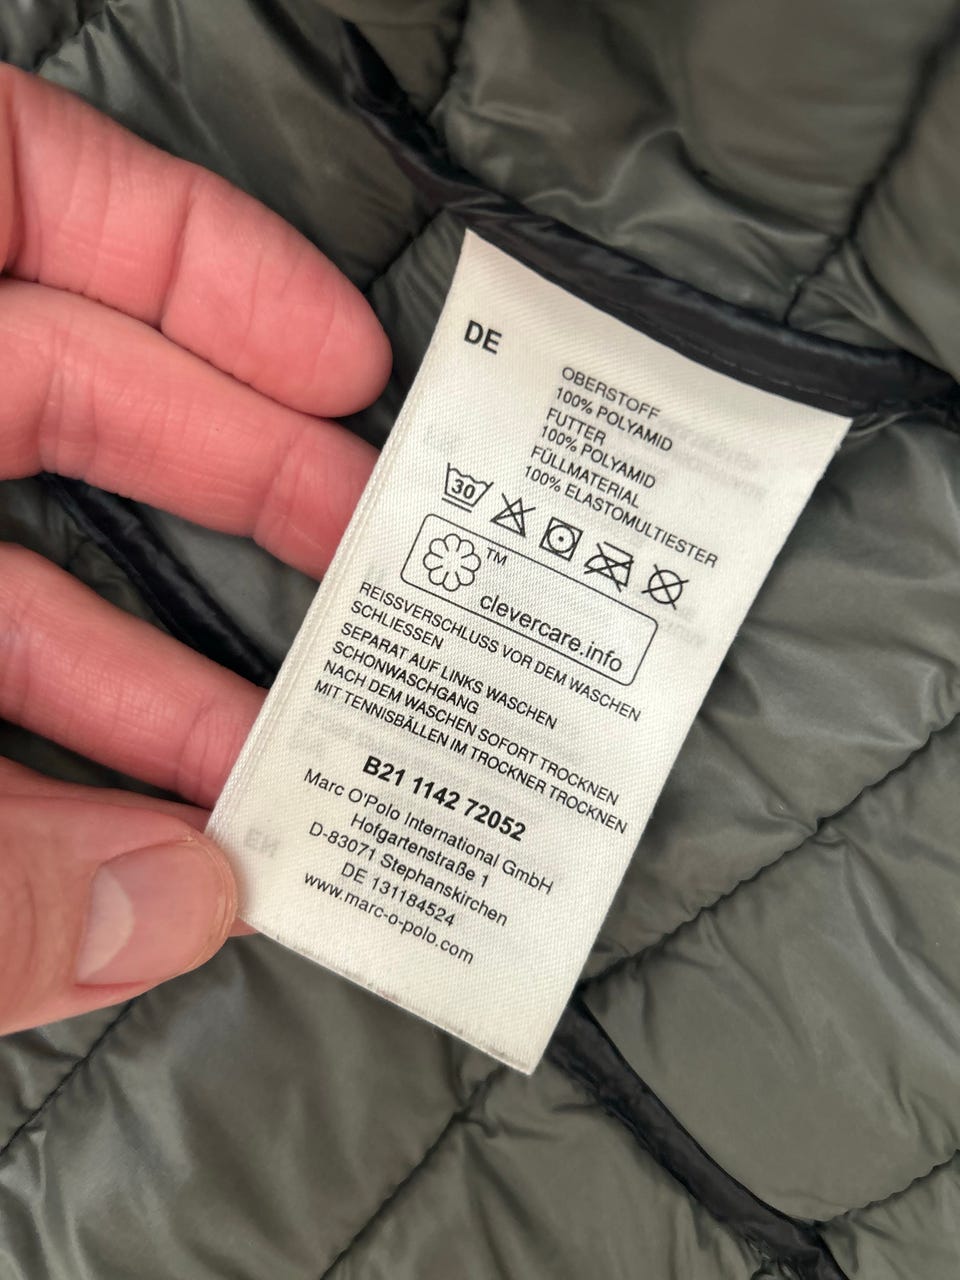 DE
OBERSTOFF
100% POLYAMID
FUTTER
100% POLYAMID
FÜLLMATERIAL
100% ELASTOMULTIESTER
30
™
clevercare.info
REISSVERSCHLUSS VOR DEM WASCHEN
SCHLIESSEN
SEPARAT AUF LINKS WASCHEN
SCHONWASCHGANG
NACH DEM WASCHEN SOFORT TROCKNEN
MIT TENNISBÄLLEN IM TROCKNER TROCKNEN
B21 1142 72052
Marc O'Polo International GmbH
Hofgartenstraße 1
D-83071 Stephanskirchen
DE 131184524
www.marc-o-polo.com